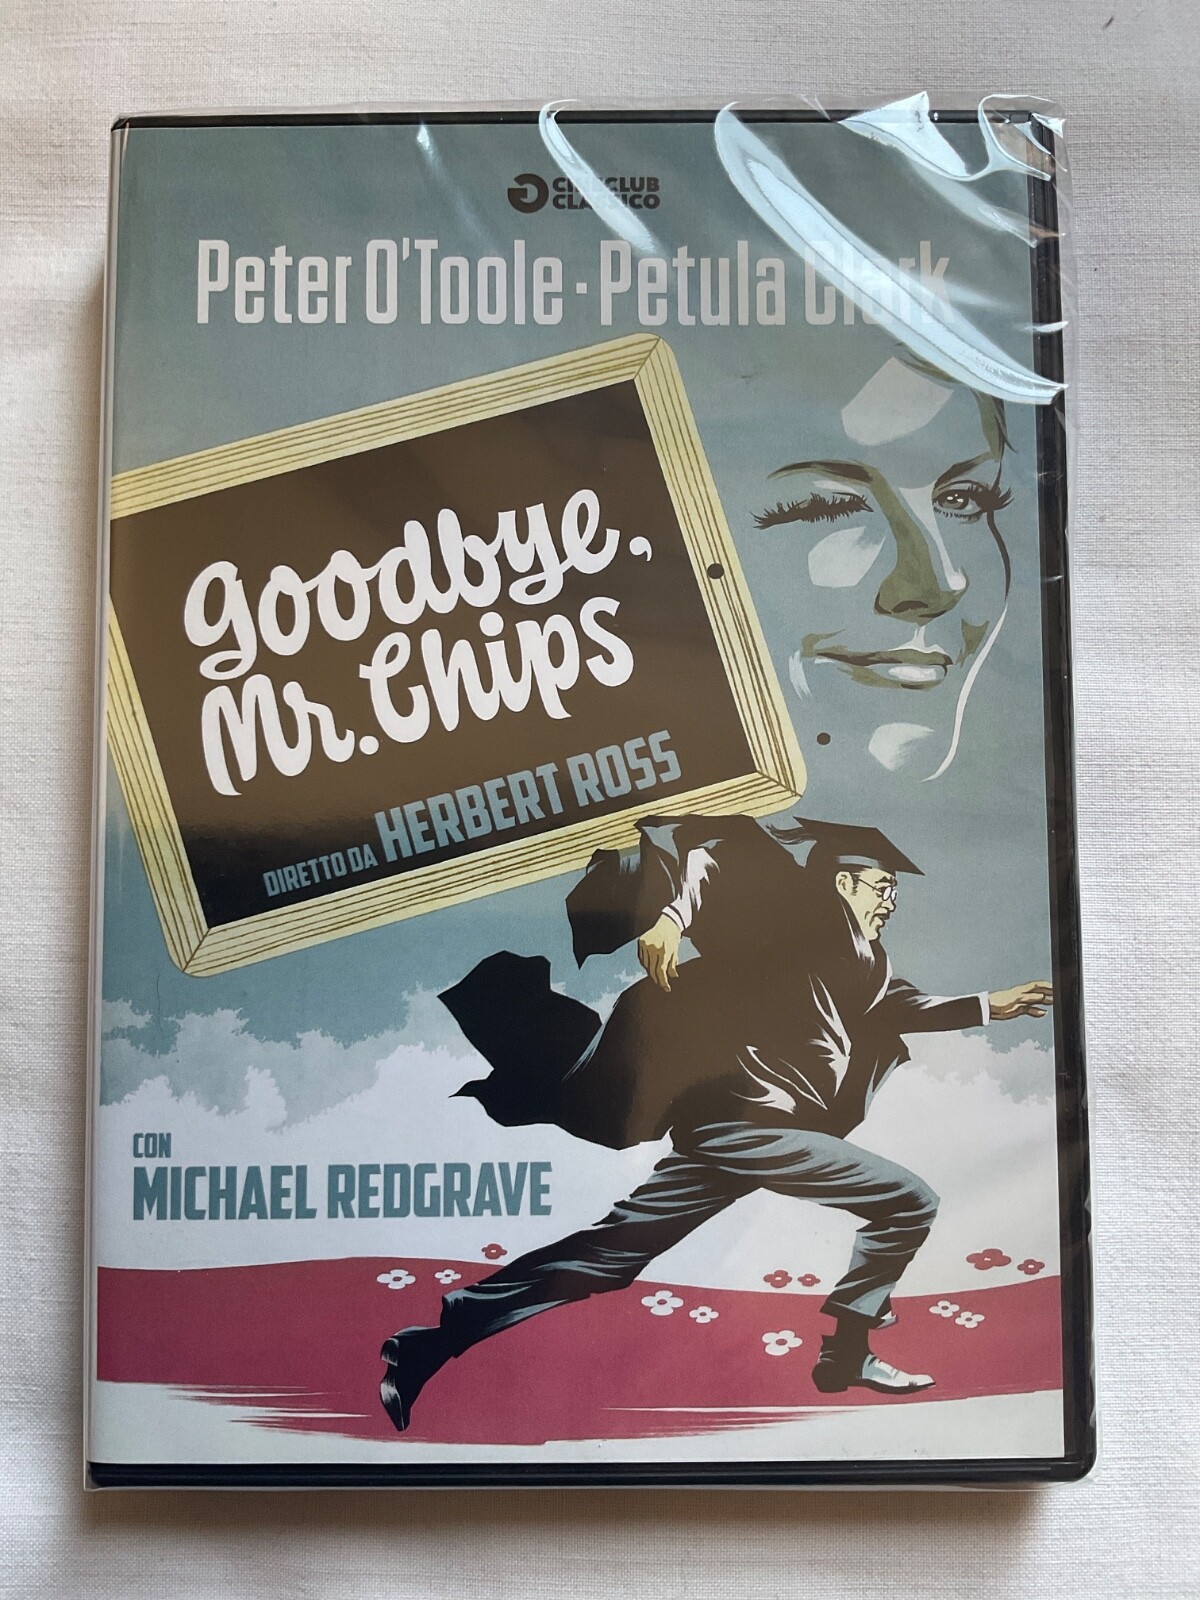 CINECLUB
CLASSICO
Peter O'Toole · Petula Clark
Goodbye,
Mr. Chips
DIRETTO DA HERBERT ROSS
CON
MICHAEL REDGRAVE